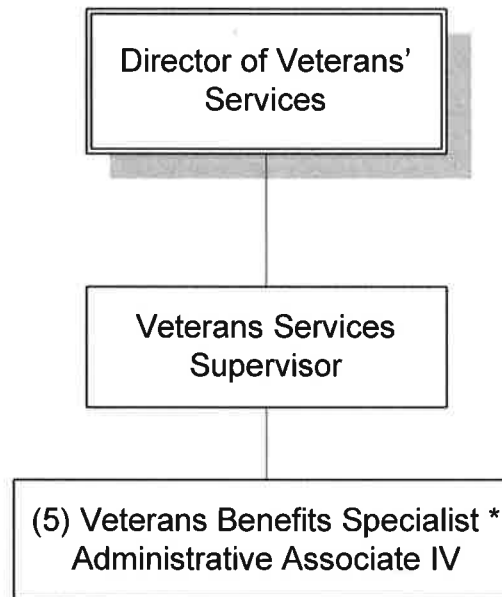 Director of Veterans'
Services
Veterans Services
Supervisor
(5) Veterans Benefits Specialist *
Administrative Associate IV